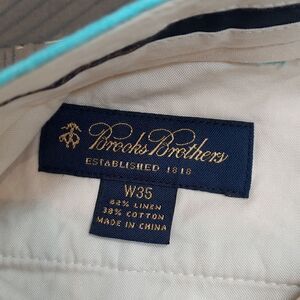 Brooks Brothers
ESTABLISHED 1818
W35
62% LINEN
38% COTTON
MADE IN CHINA